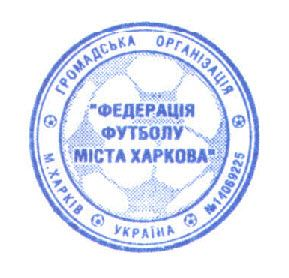 ГРОМАДСЬКА ОРГАНІЗАЦІЯ
"ФЕДЕРАЦІЯ
ФУТБОЛУ
МІСТА ХАРКОВА"
М.ХАРКІВ
УКРАЇНА
№14069225